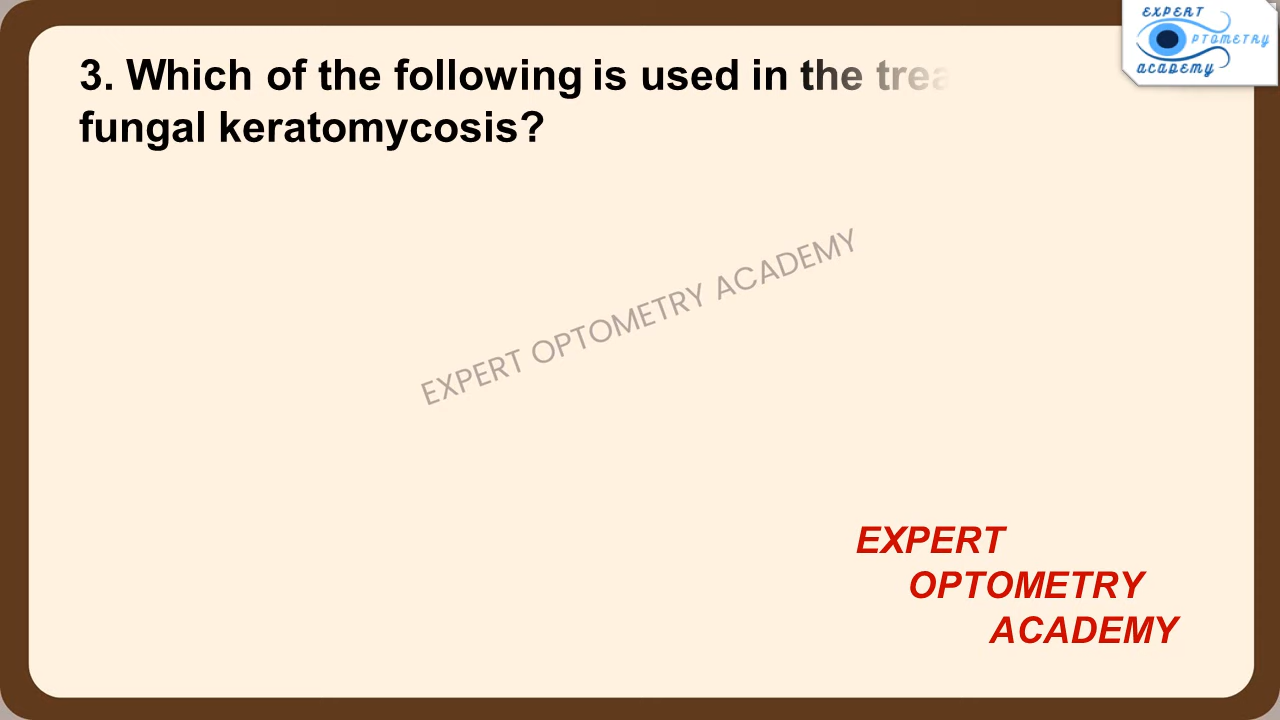 EXPERT
PTOMETRY
academy
3. Which of the following is used in the trea
fungal keratomycosis?
EXPERT OPTOMETRY ACADEMY
EXPERT
OPTOMETRY
ACADEMY